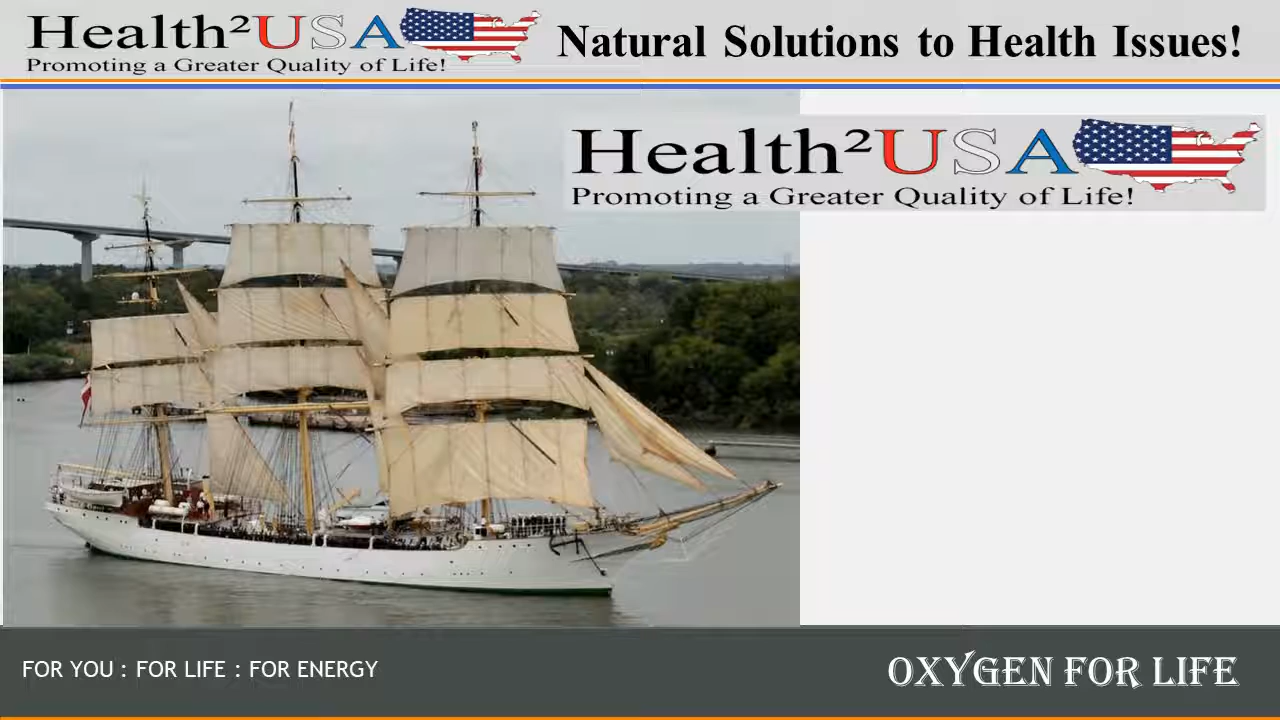 Health²USA
Promoting a Greater Quality of Life!
Natural Solutions to Health Issues!
Health²USA
Promoting a Greater Quality of Life!
FOR YOU : FOR LIFE : FOR ENERGY
OXYGEN FOR LIFE